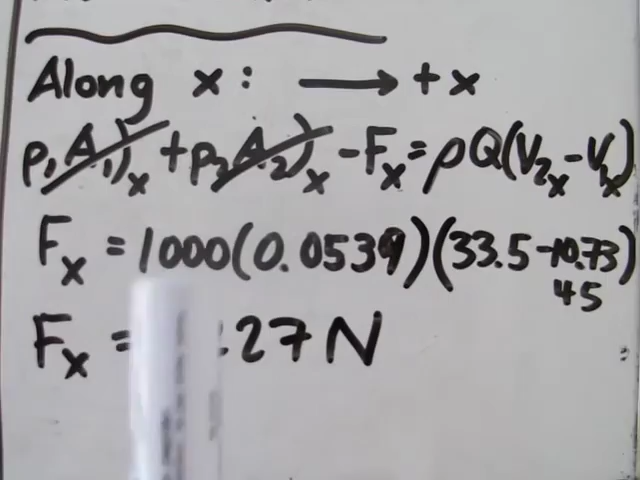 Along x: → + x
p₁A₁)ₓ + p₂A₂)ₓ - Fₓ = ρQ(V₂ₓ - V₁ₓ)
Fₓ = 1000(0.0539)(33.5 - 10.73)
45
Fₓ = 27 N